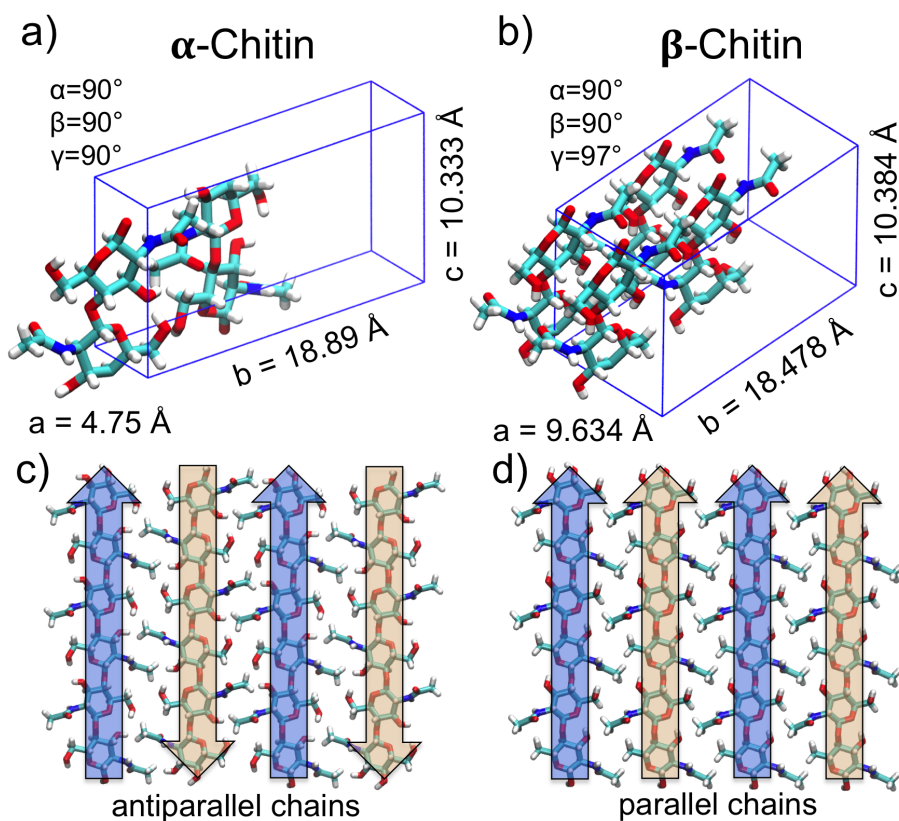 a)
α-Chitin
α=90°
β=90°
γ=90°
c = 10.333 Å
b = 18.89 Å
a = 4.75 Å
b)
β-Chitin
α=90°
β=90°
γ=97°
c = 10.384 Å
b = 18.478 Å
a = 9.634 Å
c)
antiparallel chains
d)
parallel chains